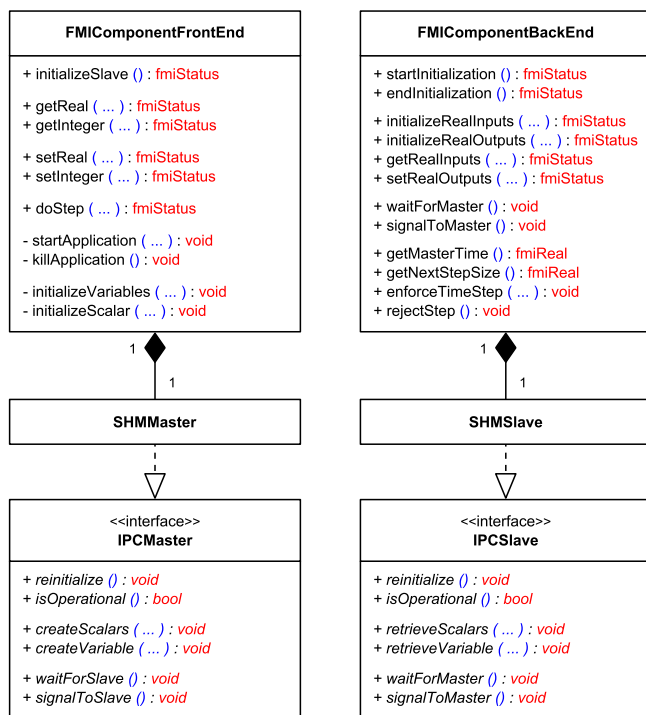 FMIComponentFrontEnd
+ initializeSlave () : fmiStatus
+ getReal ( ... ) : fmiStatus
+ getInteger ( ... ) : fmiStatus
+ setReal ( ... ) : fmiStatus
+ setInteger ( ... ) : fmiStatus
+ doStep ( ... ) : fmiStatus
- startApplication ( ... ) : void
- killApplication () : void
- initializeVariables ( ... ) : void
- initializeScalar ( ... ) : void
1
1
SHMMaster
<<interface>>
IPCMaster
+ reinitialize () : void
+ isOperational () : bool
+ createScalars ( ... ) : void
+ createVariable ( ... ) : void
+ waitForSlave () : void
+ signalToSlave () : void
FMIComponentBackEnd
+ startInitialization () : fmiStatus
+ endInitialization () : fmiStatus
+ initializeRealInputs ( ... ) : fmiStatus
+ initializeRealOutputs ( ... ) : fmiStatus
+ getRealInputs ( ... ) : fmiStatus
+ setRealOutputs ( ... ) : fmiStatus
+ waitForMaster () : void
+ signalToMaster () : void
+ getMasterTime () : fmiReal
+ getNextStepSize () : fmiReal
+ enforceTimeStep ( ... ) : void
+ rejectStep () : void
1
1
SHMSlave
<<interface>>
IPCSlave
+ reinitialize () : void
+ isOperational () : bool
+ retrieveScalars ( ... ) : void
+ retrieveVariable ( ... ) : void
+ waitForMaster () : void
+ signalToMaster () : void